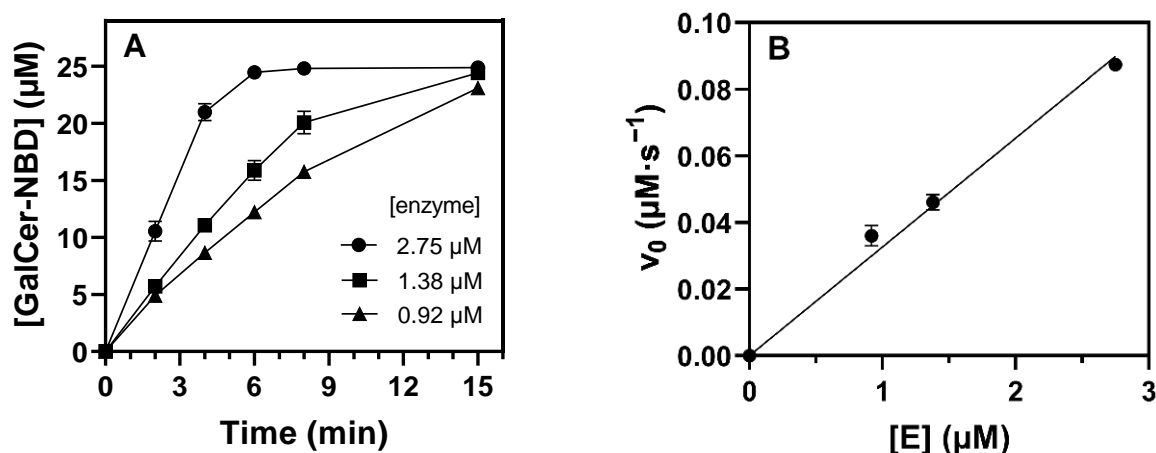 A
[GalCer-NBD] (µM)
25
20
15
10
5
0
[enzyme]
2.75 µM
1.38 µM
0.92 µM
0 3 6 9 12 15
Time (min)
B
v₀ (µM·s⁻¹)
0.10
0.08
0.06
0.04
0.02
0.00
0 1 2 3
[E] (µM)